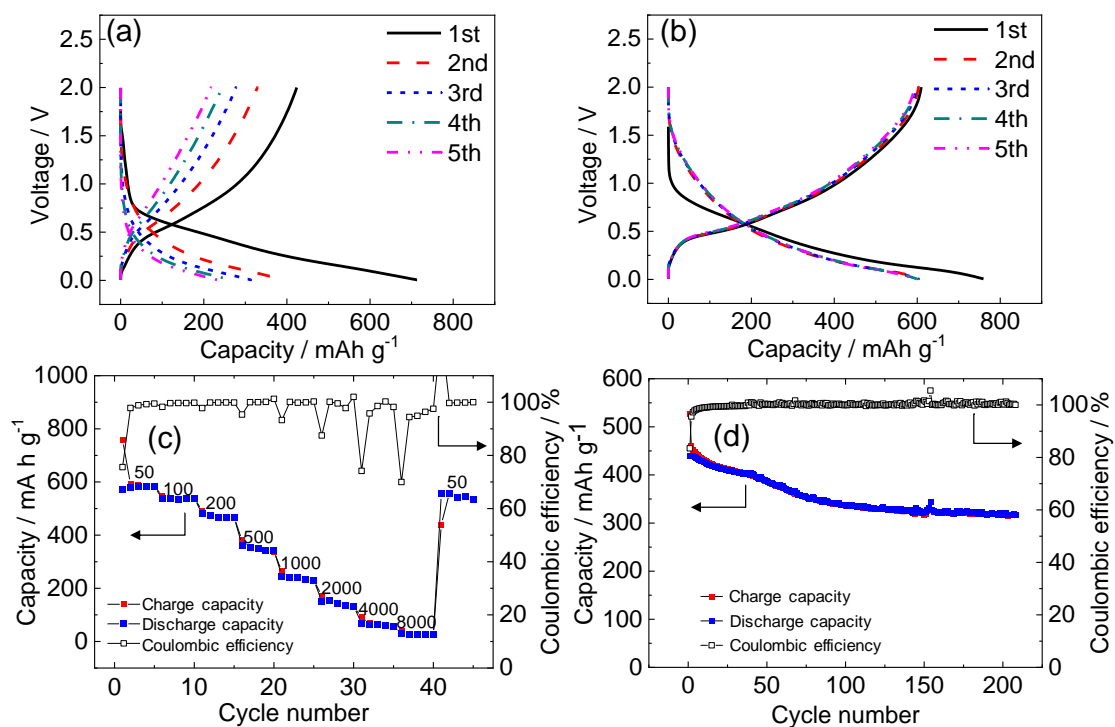 (a)
1st
2nd
3rd
4th
5th
2.5
2.0
1.5
1.0
0.5
0.0
Voltage / V
0 200 400 600 800
Capacity / mAh g-1
(b)
1st
2nd
3rd
4th
5th
2.5
2.0
1.5
1.0
0.5
0.0
Voltage / V
0 200 400 600 800
Capacity / mAh g-1
(c)
1000
800
600
400
200
0
Capacity / mA h g-1
50
100
200
500
1000
2000
4000
8000
50
Charge capacity
Discharge capacity
Coulombic efficiency
100
80
60
40
20
0
Coulombic efficiency / %
0 10 20 30 40
Cycle number
(d)
600
550
500
450
400
350
300
0
Capacity / mAh g-1
Charge capacity
Discharge capacity
Coulombic efficiency
100
80
60
40
20
0
Coulombic efficiency / %
0 50 100 150 200
Cycle number